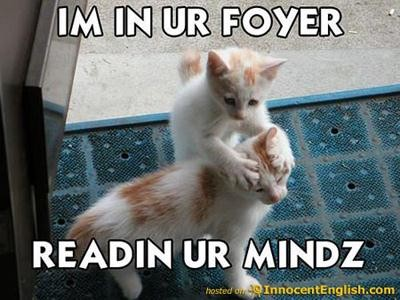 IM IN UR FOYER
READIN UR MINDZ
hosted on InnocentEnglish.com